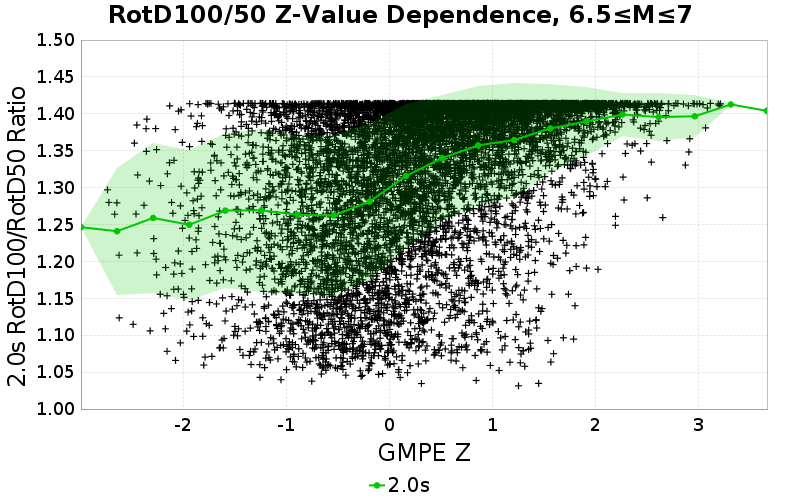 RotD100/50 Z-Value Dependence, 6.5≤M≤7
2.0s RotD100/RotD50 Ratio
1.50
1.45
1.40
1.35
1.30
1.25
1.20
1.15
1.10
1.05
1.00
-2 -1 0 1 2 3
GMPE Z
2.0s